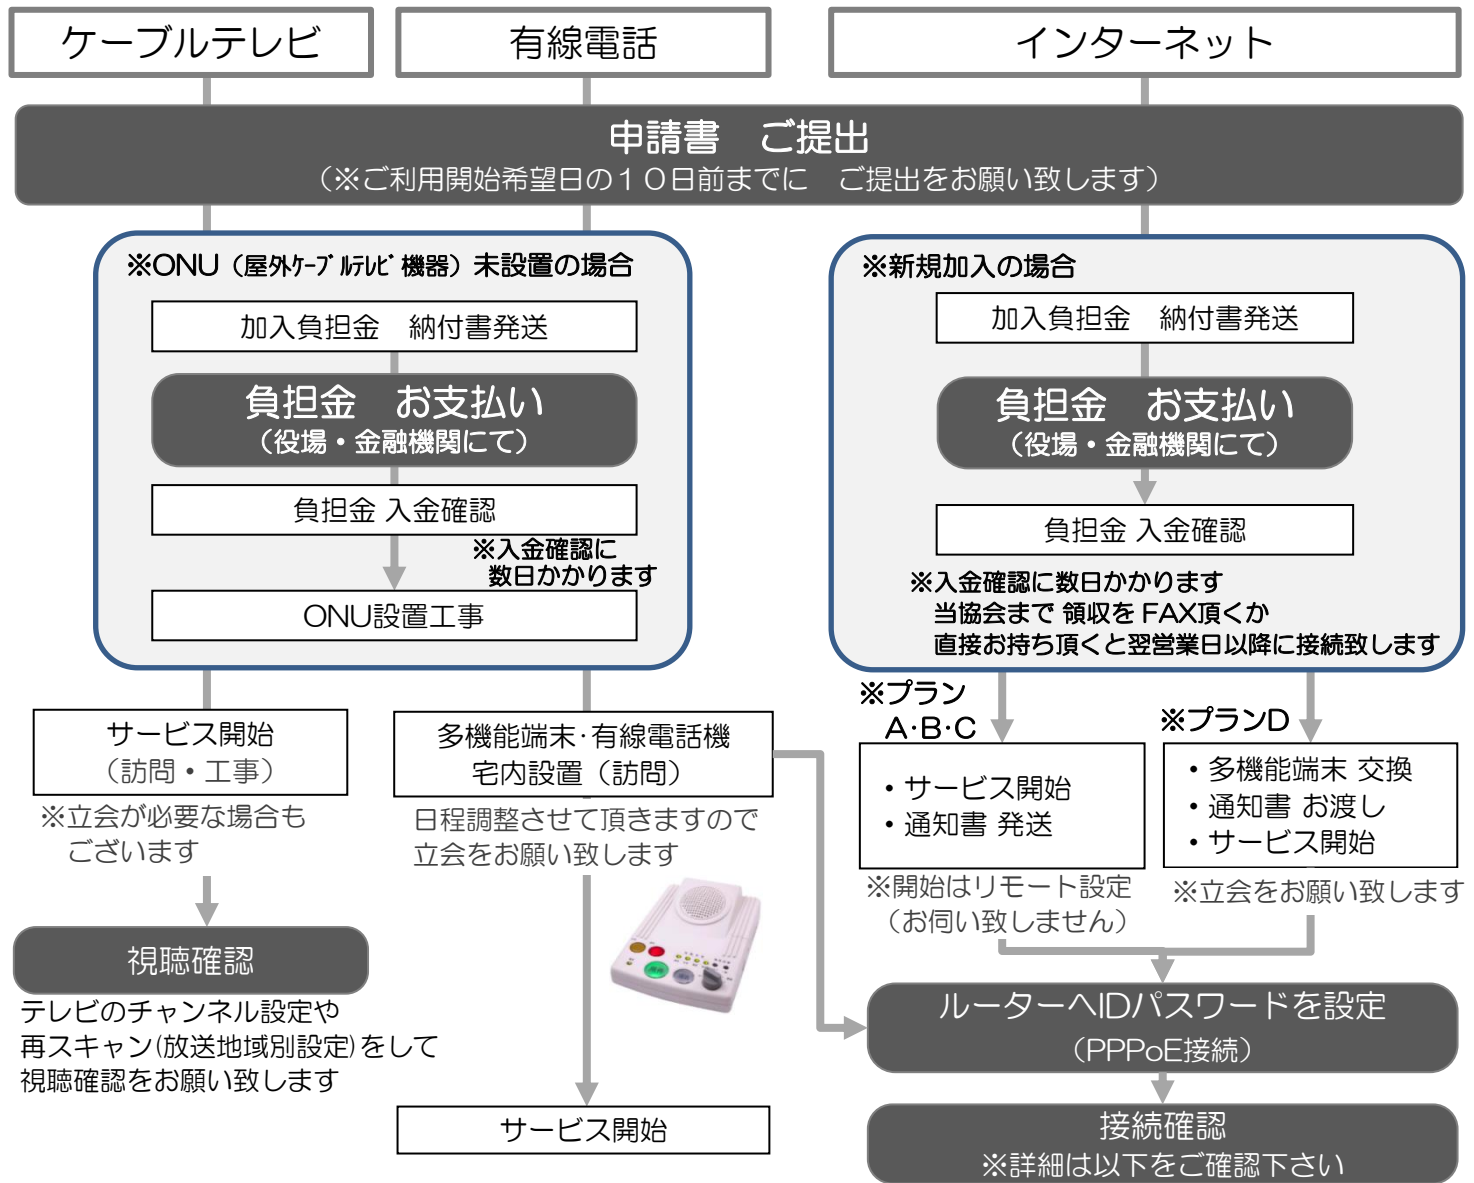 ケーブルテレビ
有線電話
インターネット
申請書　ご提出
（※ご利用開始希望日の１０日前までに　ご提出をお願い致します）
※ONU（屋外ｹｰﾌﾞﾙﾃﾚﾋﾞ機器）未設置の場合
加入負担金　納付書発送
負担金　お支払い
（役場・金融機関にて）
負担金 入金確認
※入金確認に
数日かかります
ONU設置工事
※新規加入の場合
加入負担金　納付書発送
負担金　お支払い
（役場・金融機関にて）
負担金 入金確認
※入金確認に数日かかります
当協会まで 領収を FAX頂くか
直接お持ち頂くと翌営業日以降に接続致します
サービス開始
（訪問・工事）
※立会が必要な場合も
ございます
視聴確認
テレビのチャンネル設定や
再スキャン(放送地域別設定)をして
視聴確認をお願い致します
多機能端末･有線電話機
宅内設置（訪問）
日程調整させて頂きますので
立会をお願い致します
サービス開始
※プラン
A･B･C
・サービス開始
・通知書 発送
※開始はリモート設定
（お伺い致しません）
※プランD
・多機能端末 交換
・通知書 お渡し
・サービス開始
※立会をお願い致します
ルーターへIDパスワードを設定
（PPPoE接続）
接続確認
※詳細は以下をご確認下さい